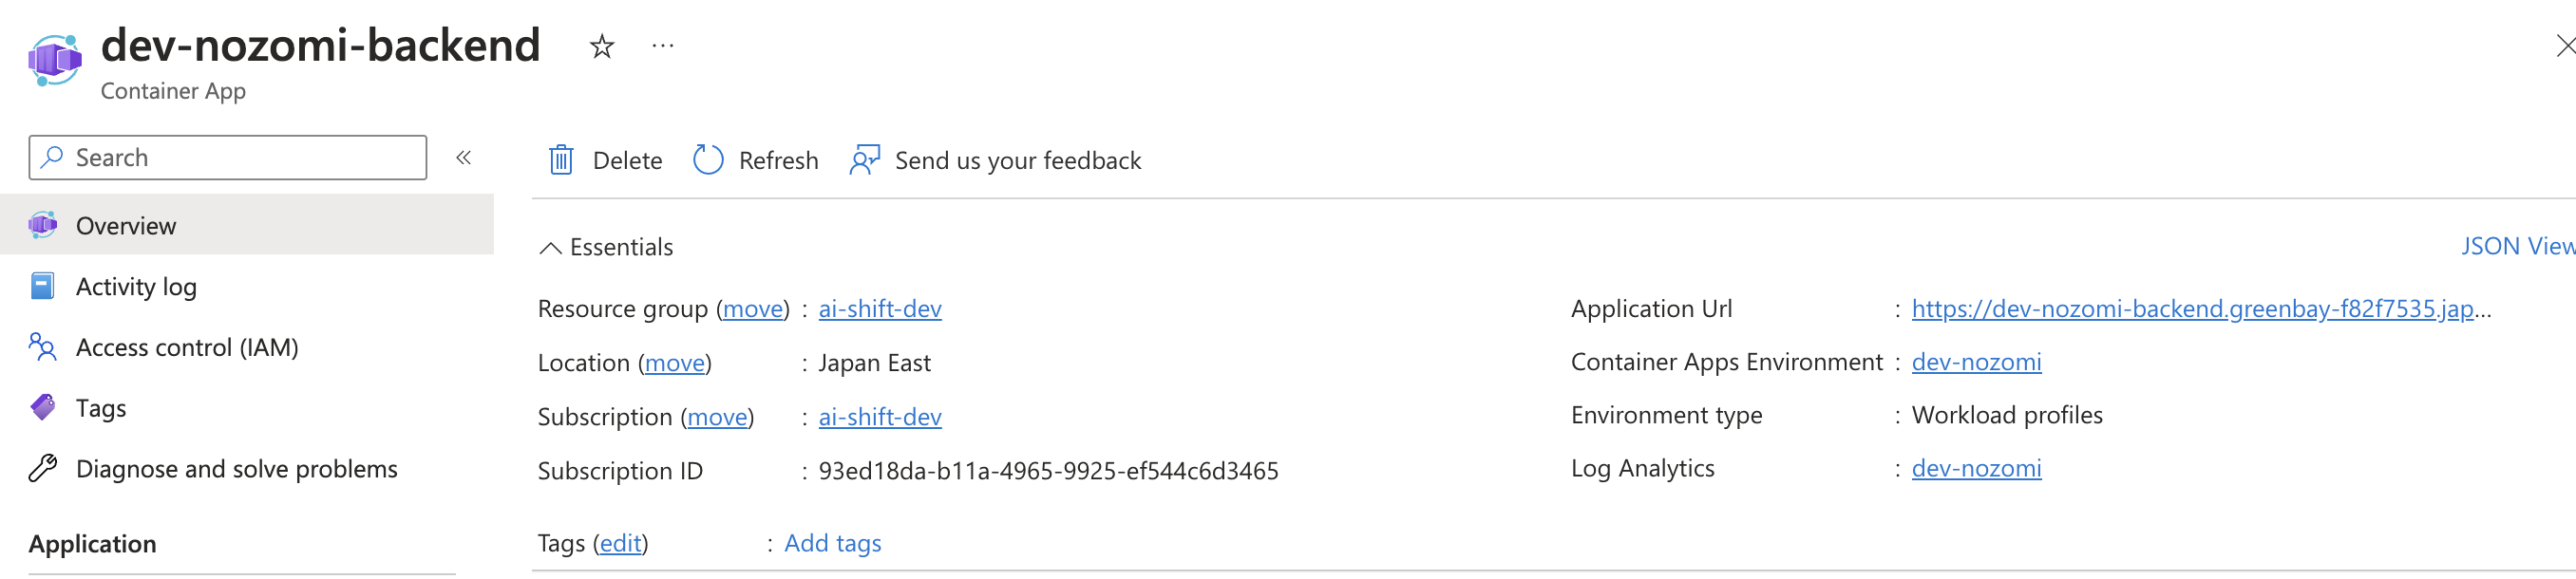 dev-nozomi-backend
Container App
Search
Delete
Refresh
Send us your feedback
Overview
Activity log
Access control (IAM)
Tags
Diagnose and solve problems
Application
Essentials
JSON View
Resource group (move) : ai-shift-dev
Location (move) : Japan East
Subscription (move) : ai-shift-dev
Subscription ID : 93ed18da-b11a-4965-9925-ef544c6d3465
Application Url : https://dev-nozomi-backend.greenbay-f82f7535.jap...
Container Apps Environment : dev-nozomi
Environment type : Workload profiles
Log Analytics : dev-nozomi
Tags (edit) : Add tags